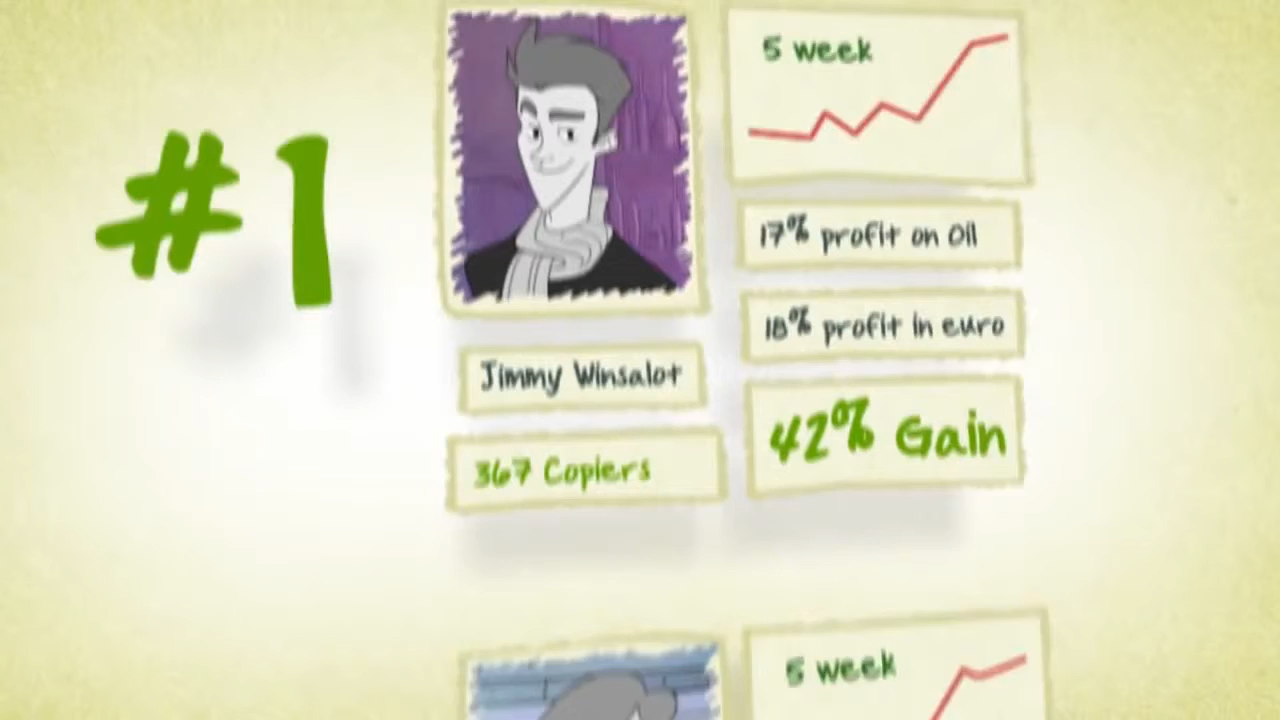 #1
Jimmy Winsalot
367 Copiers
5 week
17% profit on Oil
18% profit in euro
42% Gain
5 week